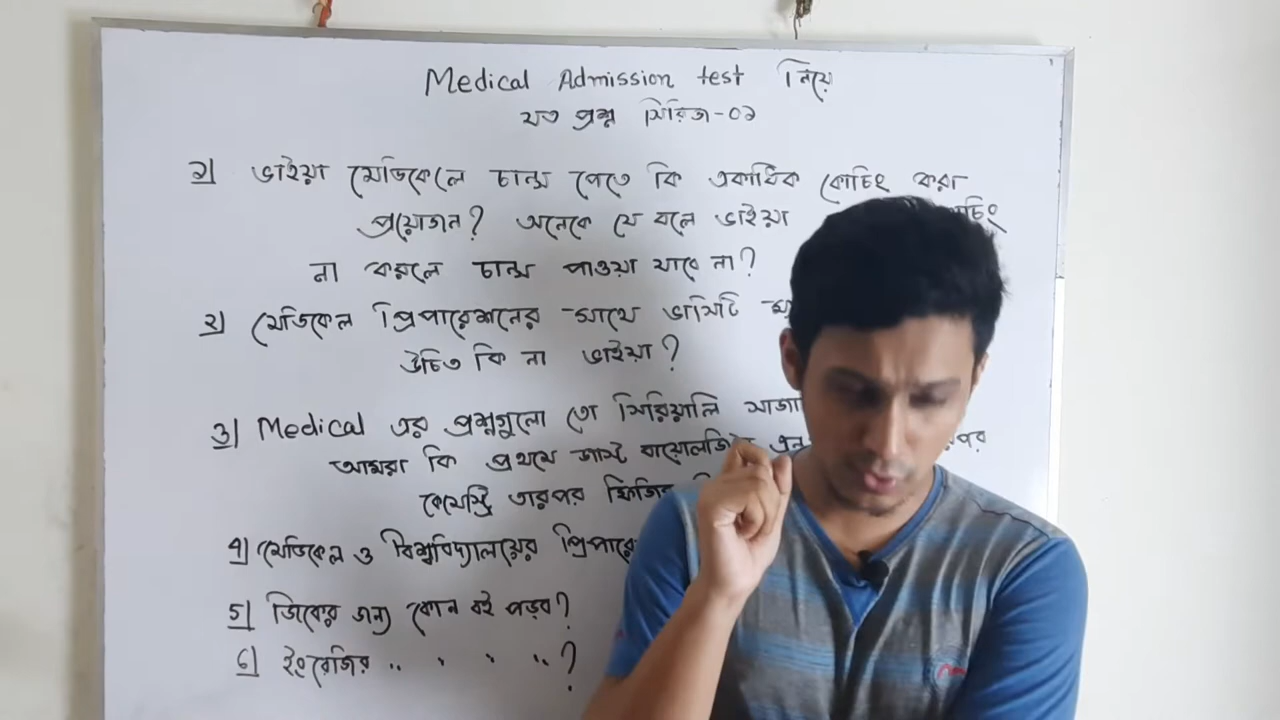 Medical Admission test নিয়ে
যত প্রশ্ন সিরিজ-০১
১) ভাইয়া মেডিকেলে চান্স পেতে কি একাধিক কোচিং করা
প্রয়োজন? অনেকে যে বলে ভাইয়া
না করলে চান্স পাওয়া যাবে না?
২) মেডিকেল প্রিপারেশনের সাথে ভার্সিটি
উচিত কি না ভাইয়া?
৩) Medical এর প্রশ্নগুলো তো সিরিয়ালি
আমরা কি প্রথমে জাস্ট বায়োলজি
কেমেস্ট্রি তারপর ফিজিক্স
৪) মেডিকেল ও বিশ্ববিদ্যালয়ের
৫) জিকের জন্য কোন বই পড়ব?
৬) ইংরেজির " " " "?